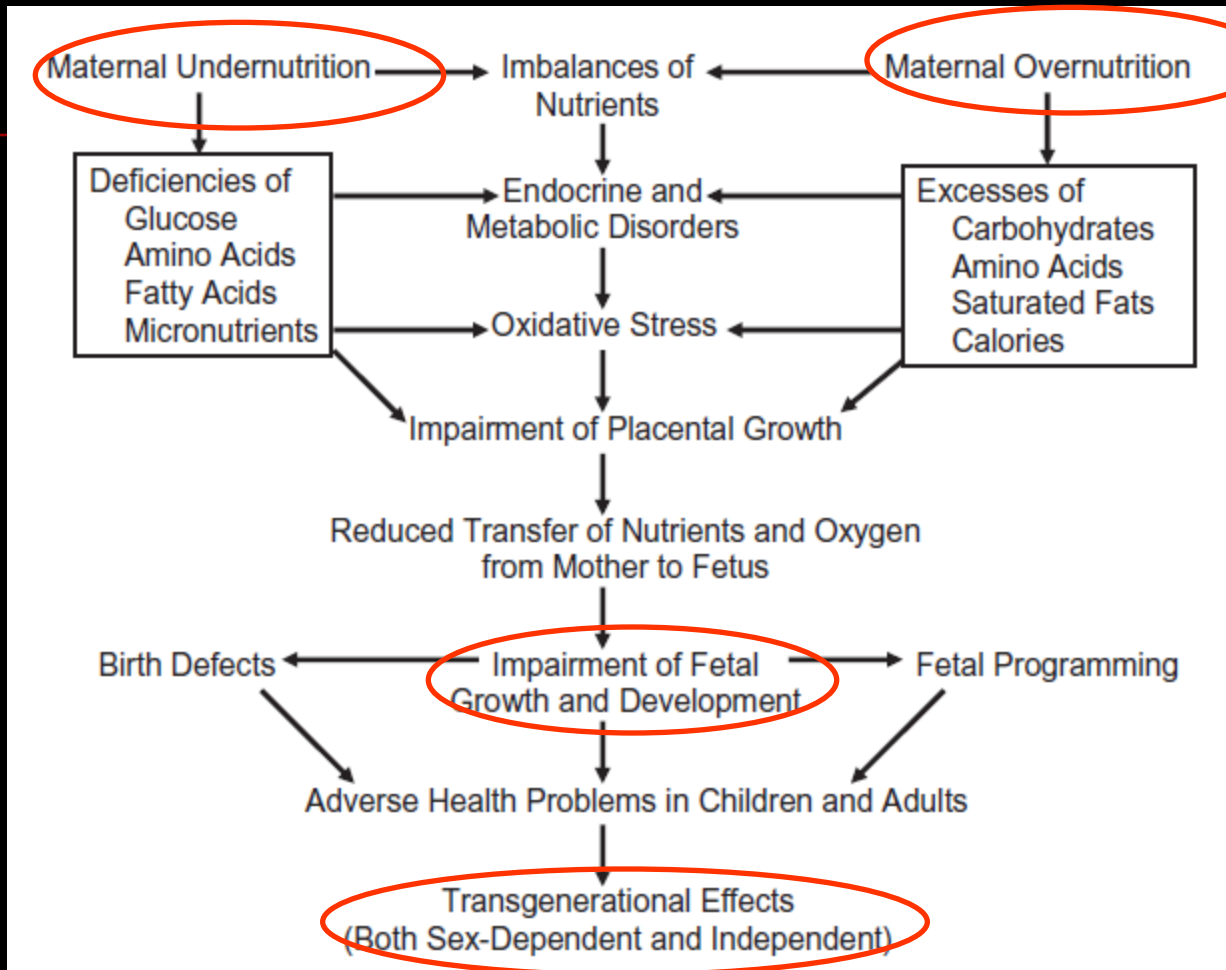 Maternal Undernutrition
Imbalances of
Nutrients
Maternal Overnutrition
Deficiencies of
Glucose
Amino Acids
Fatty Acids
Micronutrients
Endocrine and
Metabolic Disorders
Excesses of
Carbohydrates
Amino Acids
Saturated Fats
Calories
Oxidative Stress
Impairment of Placental Growth
Reduced Transfer of Nutrients and Oxygen
from Mother to Fetus
Birth Defects
Impairment of Fetal
Growth and Development
Fetal Programming
Adverse Health Problems in Children and Adults
Transgenerational Effects
(Both Sex-Dependent and Independent)